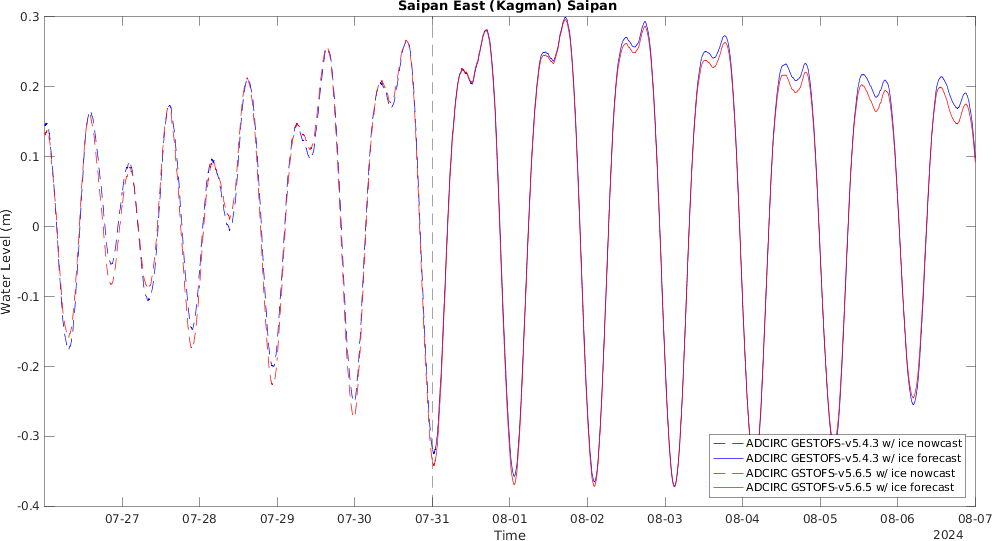 Saipan East (Kagman) Saipan
0.3
0.2
0.1
0
-0.1
-0.2
-0.3
-0.4
Water Level (m)
ADCIRC GESTOFS-v5.4.3 w/ ice nowcast
ADCIRC GESTOFS-v5.4.3 w/ ice forecast
ADCIRC GSTOFS-v5.6.5 w/ ice nowcast
ADCIRC GSTOFS-v5.6.5 w/ ice forecast
07-27 07-28 07-29 07-30 07-31 08-01 08-02 08-03 08-04 08-05 08-06 08-07
Time
2024